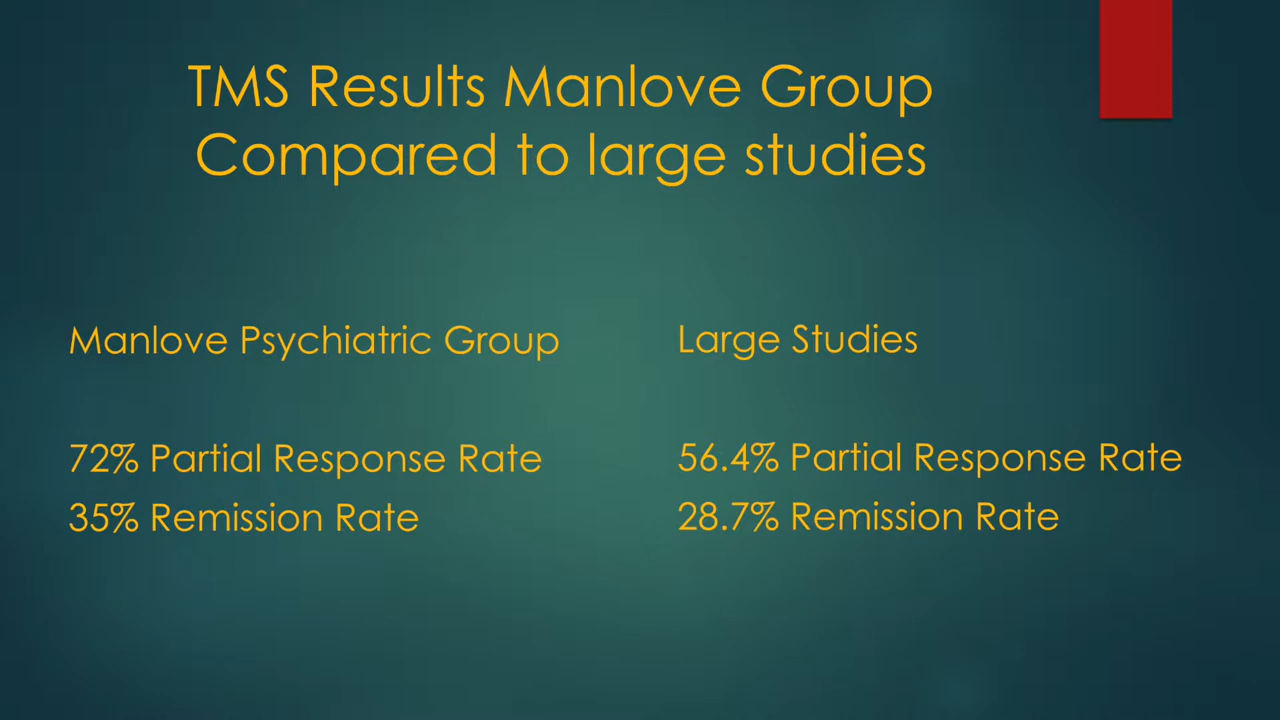 TMS Results Manlove Group
Compared to large studies
Manlove Psychiatric Group
72% Partial Response Rate
35% Remission Rate
Large Studies
56.4% Partial Response Rate
28.7% Remission Rate